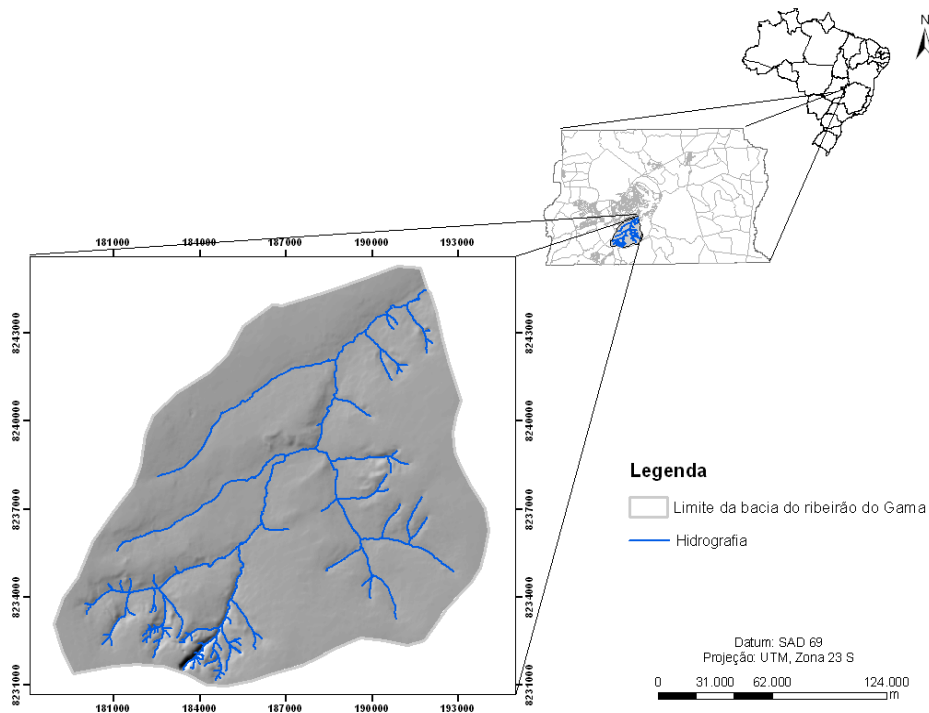 N
181000 184000 187000 190000 193000
8243000 8243000
8240000 8240000
8237000 8237000
8234000 8234000
8231000 8231000
181000 184000 187000 190000 193000
Legenda
Limite da bacia do ribeirão do Gama
Hidrografia
Datum: SAD 69
Projeção: UTM, Zona 23 S
0 31.000 62.000 124.000
m